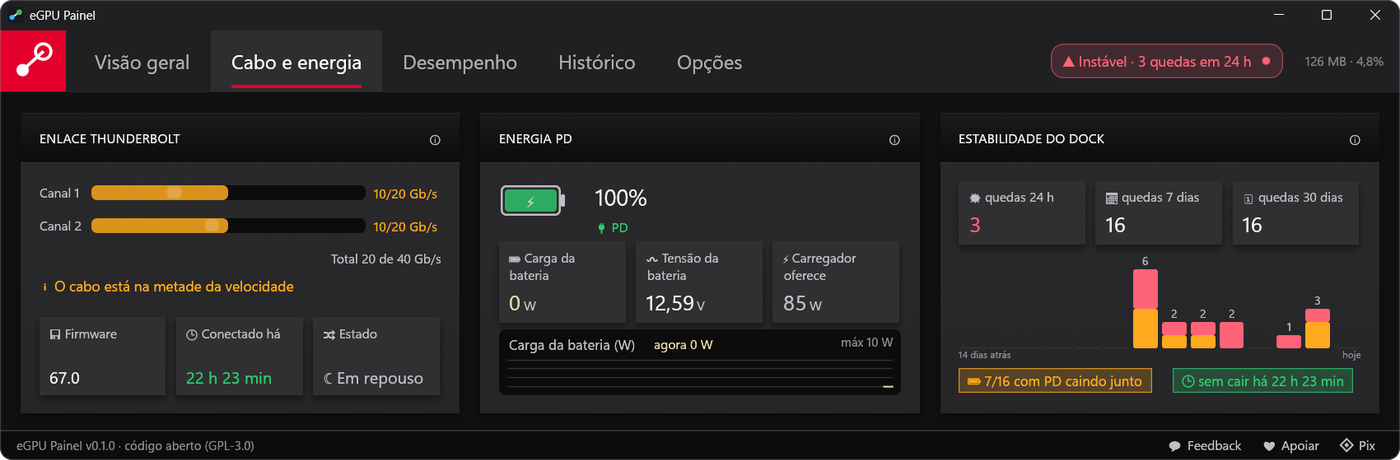 eGPU Painel
Visão geral
Cabo e energia
Desempenho
Histórico
Opções
Instável · 3 quedas em 24 h
126 MB · 4,8%
ENLACE THUNDERBOLT
Canal 1
10/20 Gb/s
Canal 2
10/20 Gb/s
Total 20 de 40 Gb/s
O cabo está na metade da velocidade
Firmware
67.0
Conectado há
22 h 23 min
Estado
Em repouso
ENERGIA PD
100%
PD
Carga da
bateria
0 W
Tensão da
bateria
12,59 V
Carregador
oferece
85 W
Carga da bateria (W)
agora 0 W
máx 10 W
ESTABILIDADE DO DOCK
quedas 24 h
3
quedas 7 dias
16
quedas 30 dias
16
6
2
2
2
1
3
14 dias atrás
hoje
7/16 com PD caindo junto
sem cair há 22 h 23 min
eGPU Painel v0.1.0 · código aberto (GPL-3.0)
Feedback
Apoiar
Pix